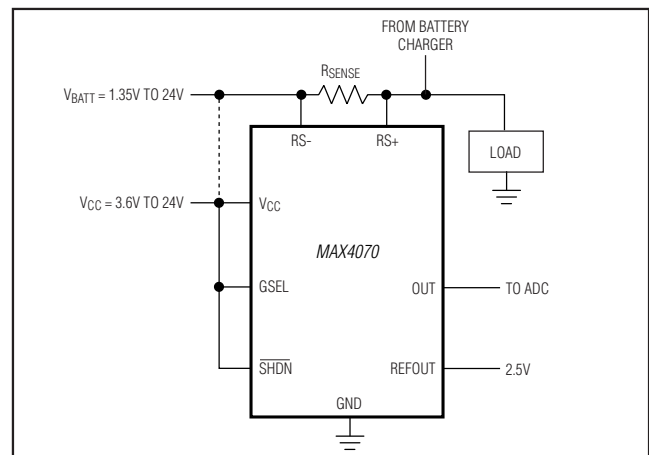 FROM BATTERY
CHARGER
RSENSE
VBATT = 1.35V TO 24V
RS-
RS+
LOAD
VCC = 3.6V TO 24V
VCC
MAX4070
GSEL
OUT
TO ADC
SHDN
REFOUT
2.5V
GND